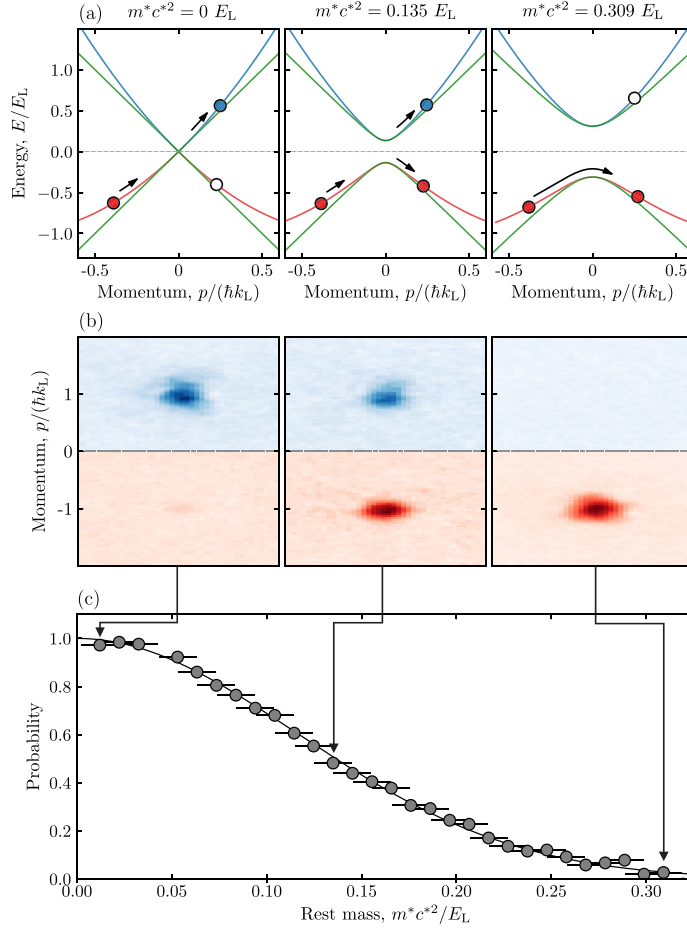 (a)
m*c*² = 0 E_L
m*c*² = 0.135 E_L
m*c*² = 0.309 E_L
Energy, E/E_L
1.0
0.5
0.0
−0.5
−1.0
-0.5 0 0.5
-0.5 0 0.5
-0.5 0 0.5
Momentum, p/(ħk_L)
Momentum, p/(ħk_L)
Momentum, p/(ħk_L)
(b)
Momentum, p/(ħk_L)
1
0
-1
(c)
Probability
1.0
0.8
0.6
0.4
0.2
0.0
0.00 0.05 0.10 0.15 0.20 0.25 0.30
Rest mass, m*c*²/E_L